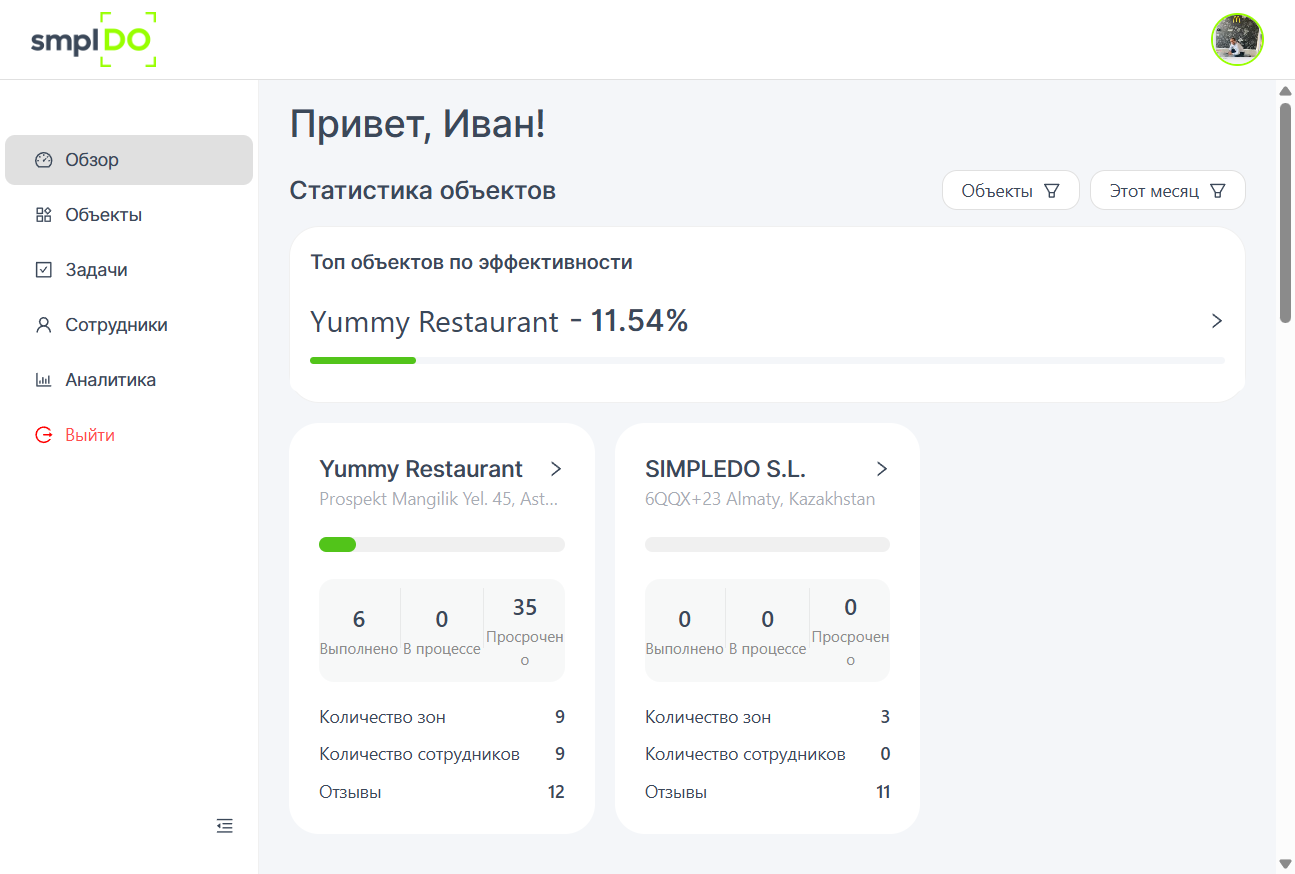 smplDO
Привет, Иван!
Обзор
Объекты
Задачи
Сотрудники
Аналитика
Выйти
Статистика объектов
Объекты
Этот месяц
Топ объектов по эффективности
Yummy Restaurant - 11.54%
Yummy Restaurant
Prospekt Mangilik Yel. 45, Ast...
6
Выполнено
0
В процессе
35
Просрочен
о
Количество зон 9
Количество сотрудников 9
Отзывы 12
SIMPLEDO S.L.
6QQX+23 Almaty, Kazakhstan
0
Выполнено
0
В процессе
0
Просрочен
о
Количество зон 3
Количество сотрудников 0
Отзывы 11